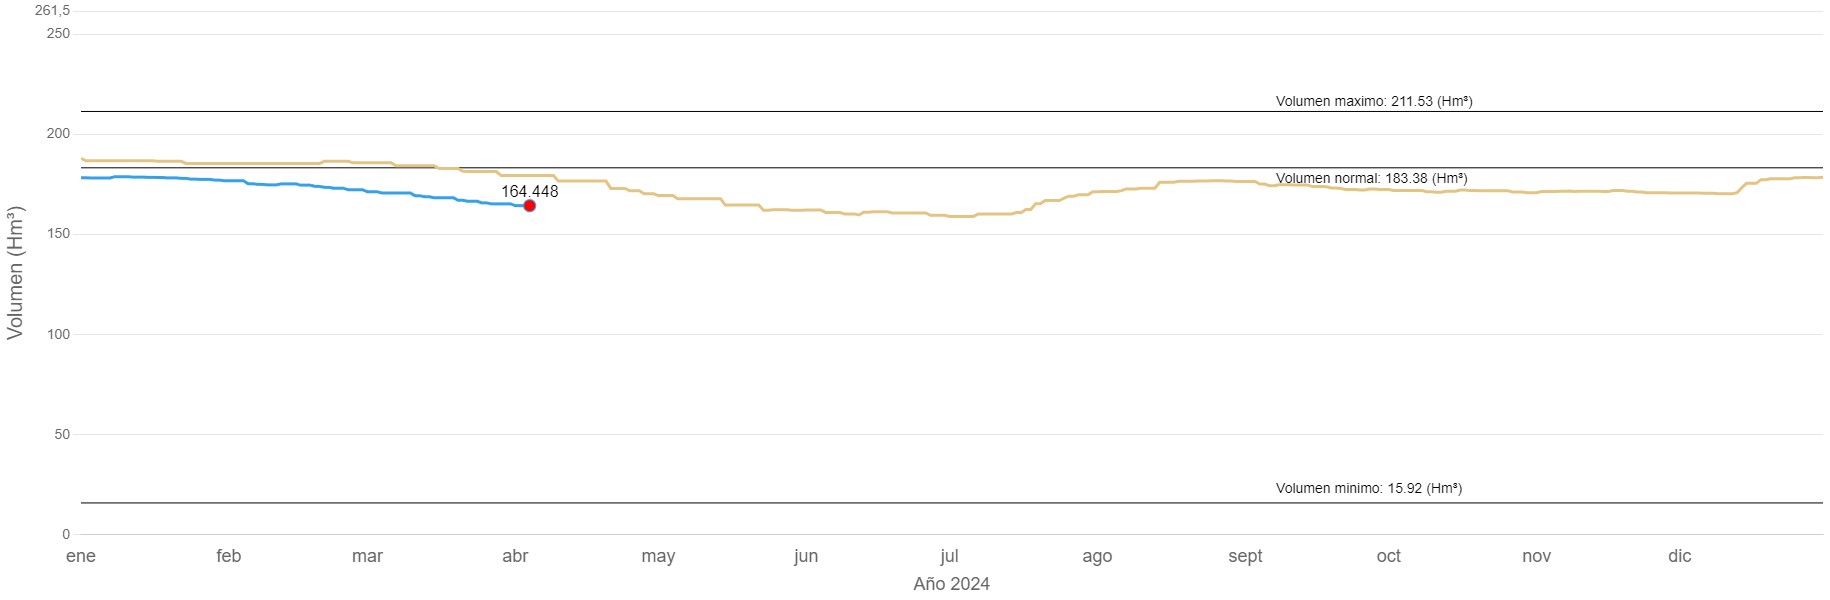 261,5
250
Volumen maximo: 211.53 (Hm³)
200
Volumen normal: 183.38 (Hm³)
164.448
150
Volumen (Hm³)
100
50
Volumen minimo: 15.92 (Hm³)
0
ene feb mar abr may jun jul ago sept oct nov dic
Año 2024